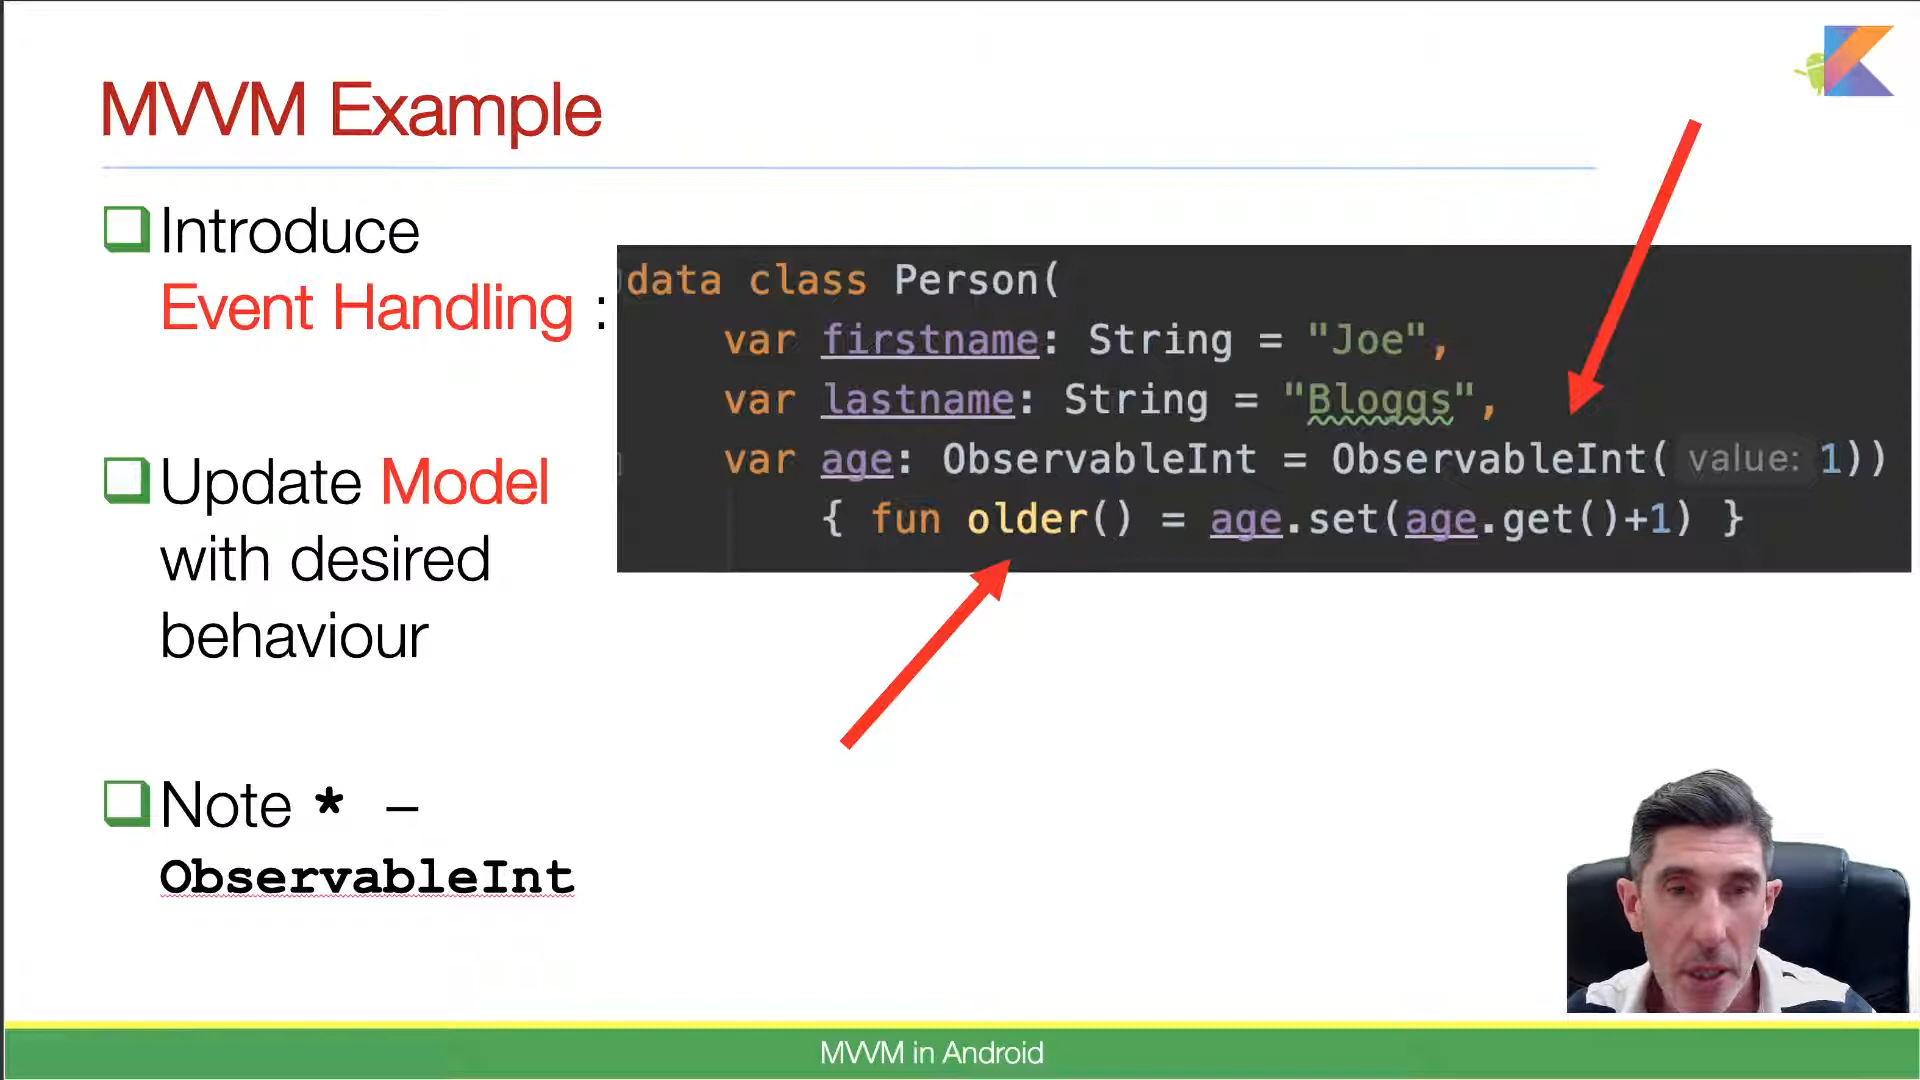 MVVM Example
Introduce
Event Handling :
data class Person(
var firstname: String = "Joe",
var lastname: String = "Bloggs",
var age: ObservableInt = ObservableInt( value: 1))
{ fun older() = age.set(age.get()+1) }
Update Model
with desired
behaviour
Note * –
ObservableInt
MVVM in Android